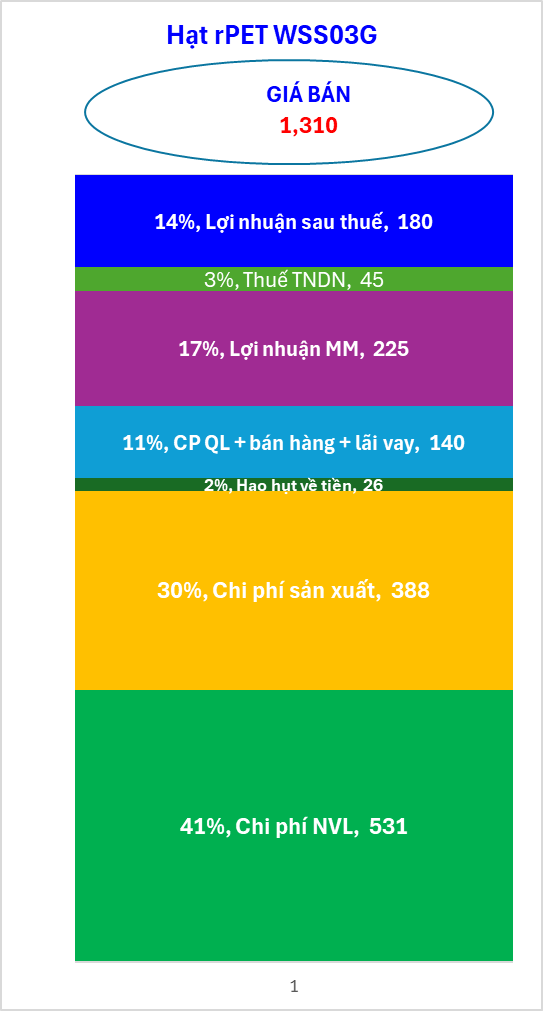 Hạt rPET WSS03G
GIÁ BÁN
1,310
14%, Lợi nhuận sau thuế, 180
3%, Thuế TNDN, 45
17%, Lợi nhuận MM, 225
11%, CP QL + bán hàng + lãi vay, 140
2%, Hao hụt về tiền, 26
30%, Chi phí sản xuất, 388
41%, Chi phí NVL, 531
1